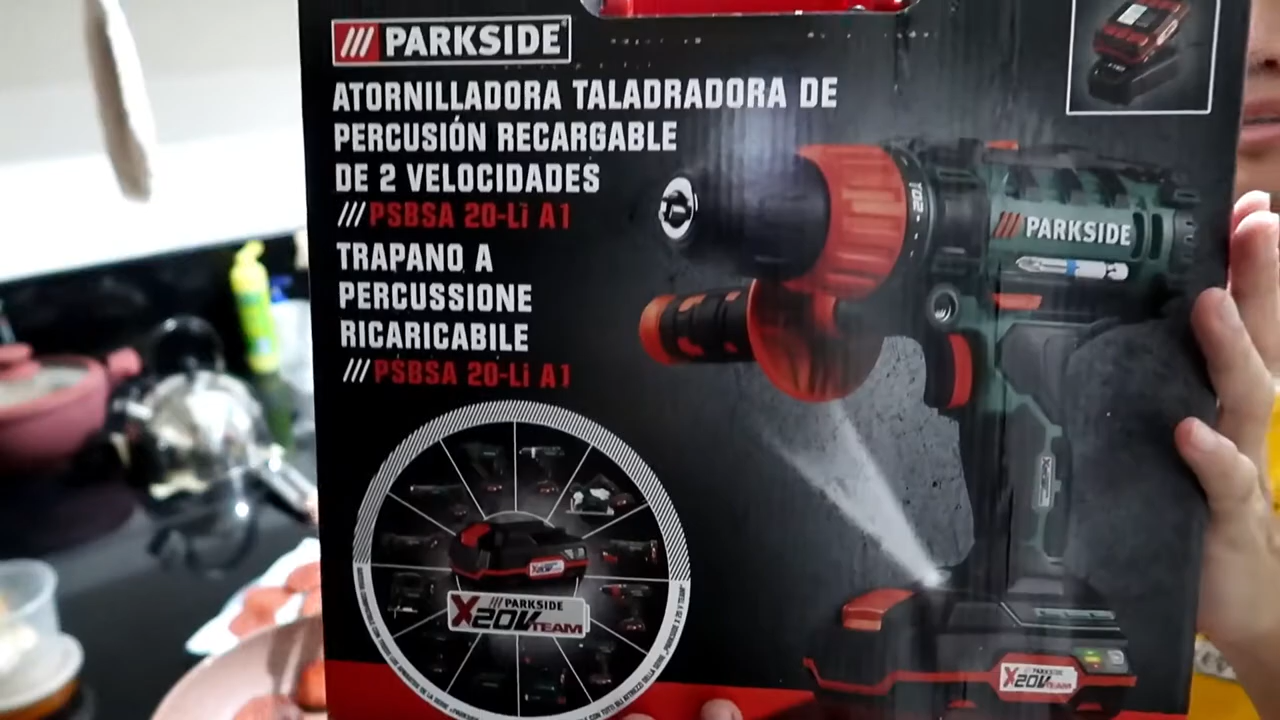 /// PARKSIDE
ATORNILLADORA TALADRADORA DE
PERCUSIÓN RECARGABLE
DE 2 VELOCIDADES
/// PSBSA 20-Li A1
TRAPANO A
PERCUSSIONE
RICARICABILE
/// PSBSA 20-Li A1
/// PARKSIDE
/// PARKSIDE
X20V TEAM
/// PARKSIDE
X20V TEAM